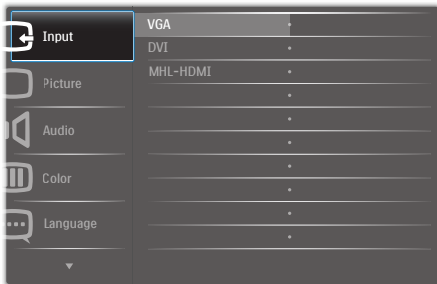 Input
Picture
Audio
Color
Language
VGA
DVI
MHL-HDMI